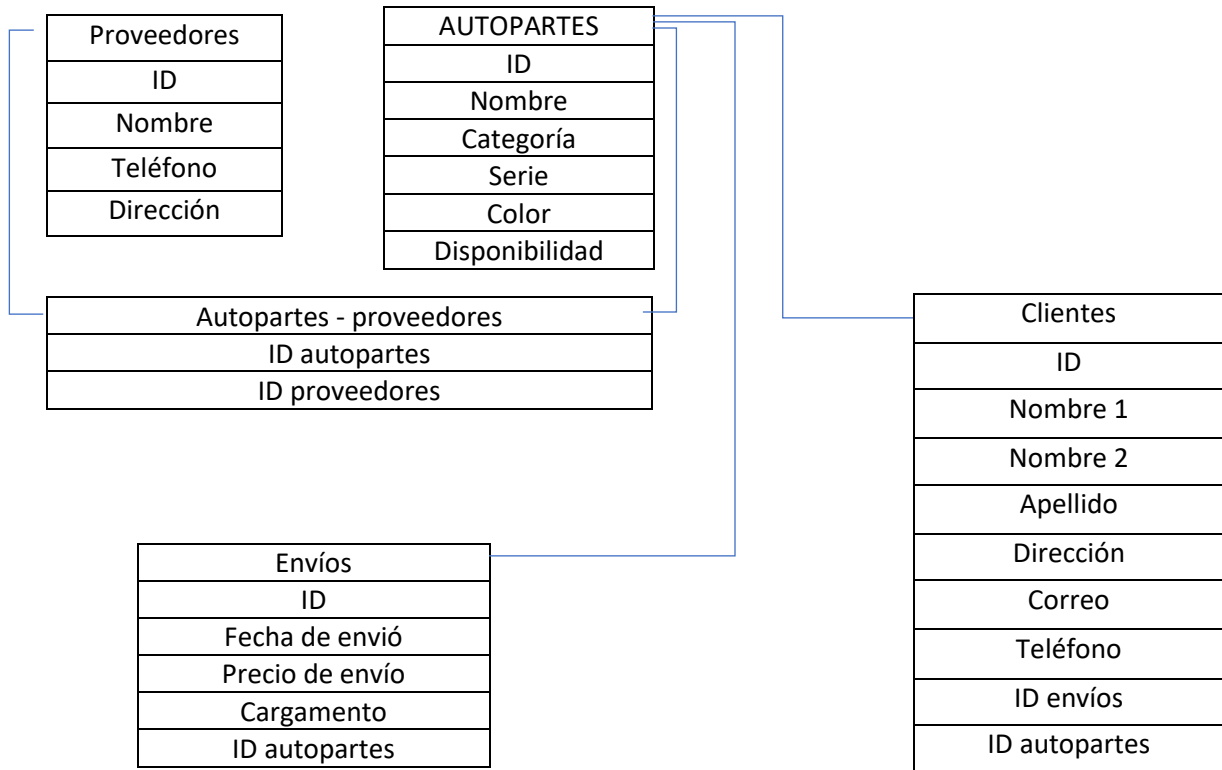 Proveedores
ID
Nombre
Teléfono
Dirección
AUTOPARTES
ID
Nombre
Categoría
Serie
Color
Disponibilidad
Autopartes - proveedores
ID autopartes
ID proveedores
Clientes
ID
Nombre 1
Nombre 2
Apellido
Dirección
Correo
Teléfono
ID envíos
ID autopartes
Envíos
ID
Fecha de envió
Precio de envío
Cargamento
ID autopartes